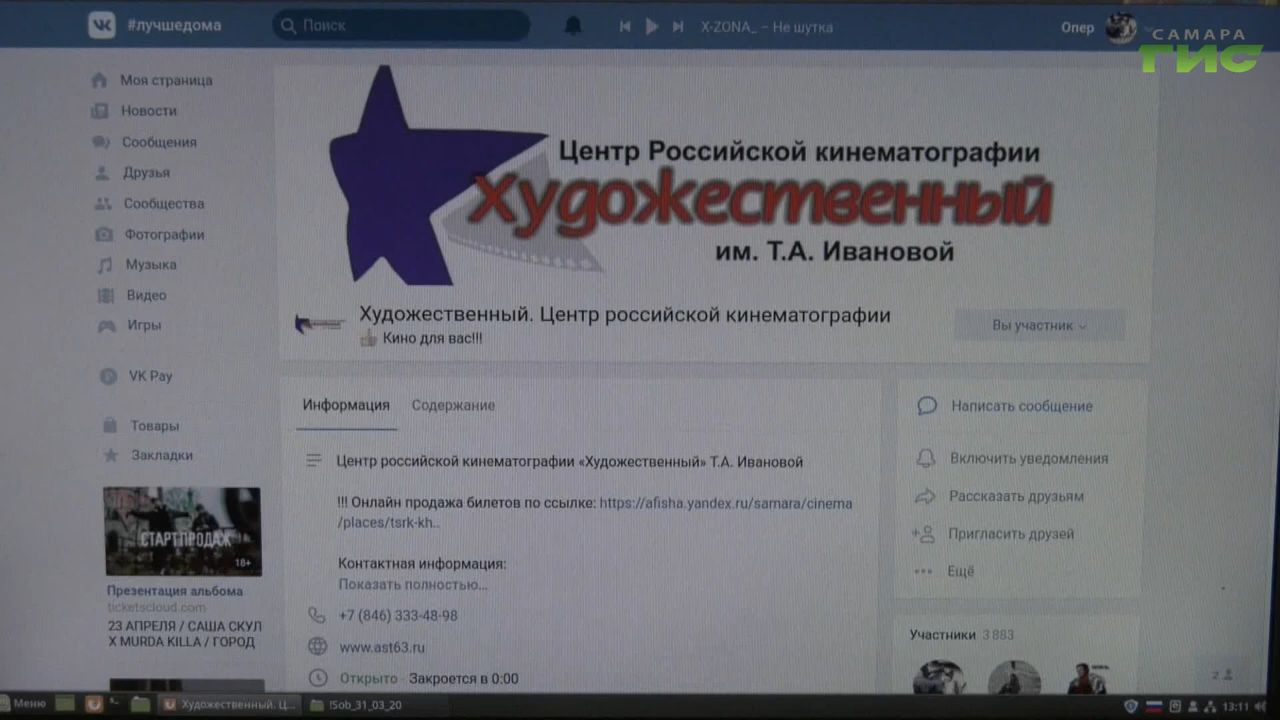 #лучшедома
Поиск
X-ZONA_ – Не шутка
Опер
САМАРА
ГИС
Моя страница
Новости
Сообщения
Друзья
Сообщества
Фотографии
Музыка
Видео
Игры
VK Pay
Товары
Закладки
Центр Российской кинематографии
Художественный
им. Т.А. Ивановой
Художественный. Центр российской кинематографии
Кино для вас!!!
Вы участник
Информация
Содержание
Центр российской кинематографии «Художественный» Т.А. Ивановой
!!! Онлайн продажа билетов по ссылке: https://afisha.yandex.ru/samara/cinema
/places/tsrk-kh..
Контактная информация:
Показать полностью...
+7 (846) 333-48-98
www.ast63.ru
Открыто Закроется в 0:00
Написать сообщение
Включить уведомления
Рассказать друзьям
Пригласить друзей
Ещё
Участники 3 883
2
СТАРТ ПРОДАЖ
18+
Презентация альбома
ticketscloud.com
23 АПРЕЛЯ / САША СКУЛ
X MURDA KILLA / ГОРОД
Меню
Художественный. Ц...
!Sob_31_03_20
13:11